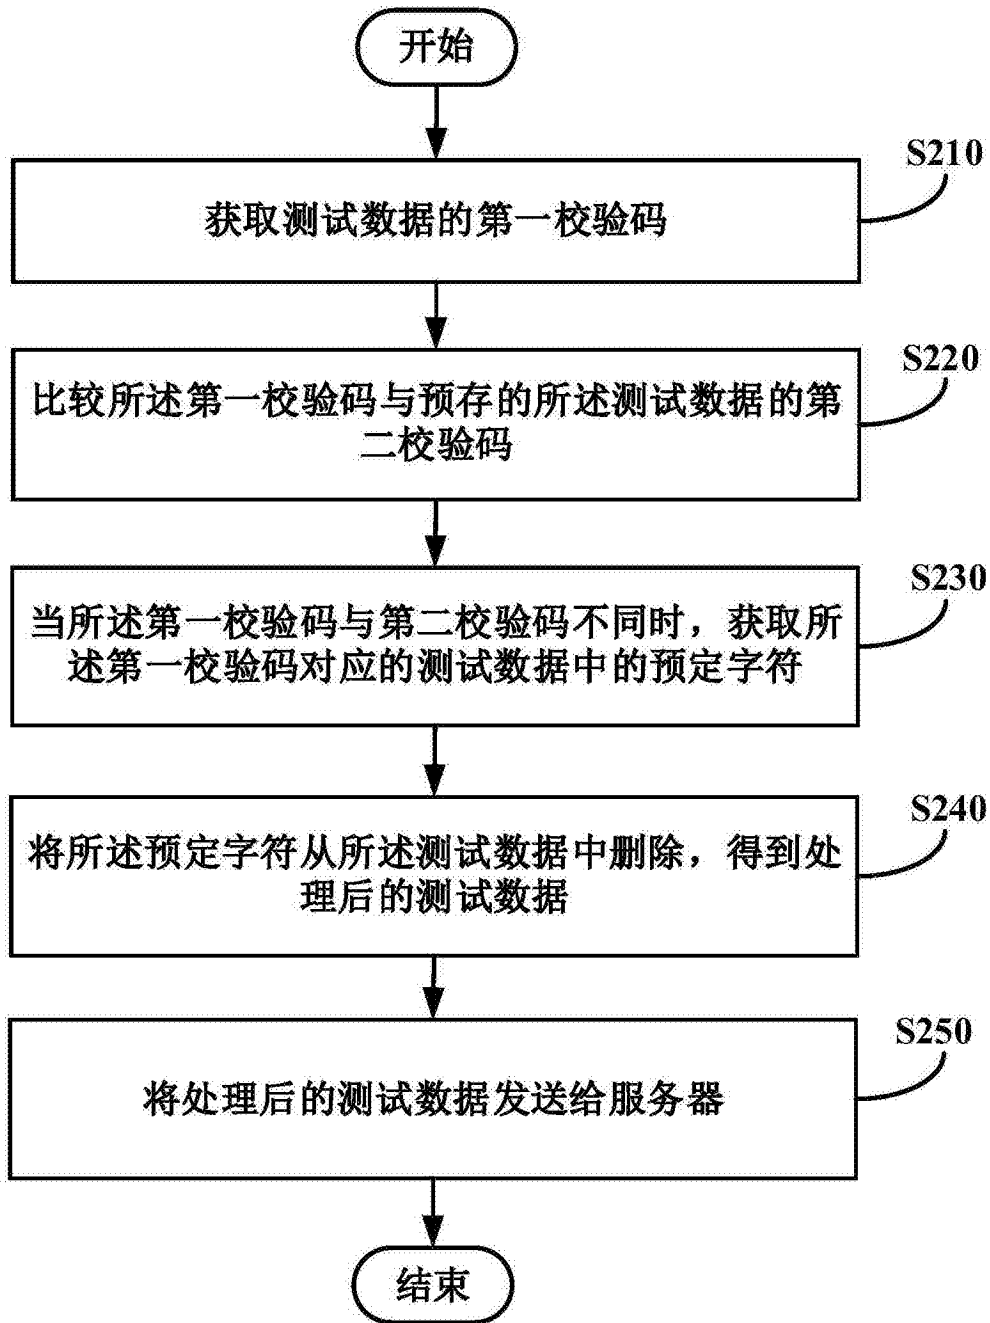 开始
S210
获取测试数据的第一校验码
S220
比较所述第一校验码与预存的所述测试数据的第
二校验码
S230
当所述第一校验码与第二校验码不同时，获取所
述第一校验码对应的测试数据中的预定字符
S240
将所述预定字符从所述测试数据中删除，得到处
理后的测试数据
S250
将处理后的测试数据发送给服务器
结束